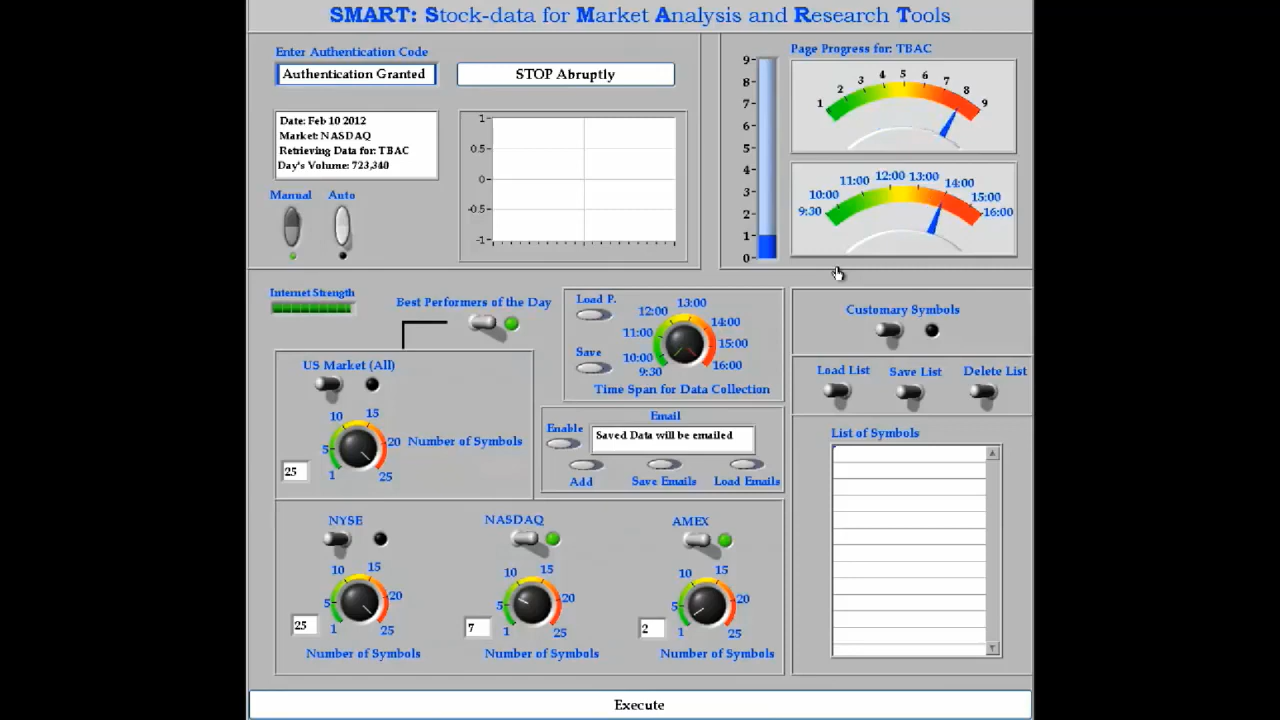 SMART: Stock-data for Market Analysis and Research Tools
Enter Authentication Code
Authentication Granted
STOP Abruptly
Date: Feb 10 2012
Market: NASDAQ
Retrieving Data for: TBAC
Day's Volume: 723,340
Manual
Auto
1
0.5
0
-0.5
-1
9
8
7
6
5
4
3
2
1
0
Page Progress for: TBAC
1 2 3 4 5 6 7 8 9
9:30 10:00 11:00 12:00 13:00 14:00 15:00 16:00
Internet Strength
Best Performers of the Day
US Market (All)
1 5 10 15 20 25
Number of Symbols
25
Load P.
Save
9:30 10:00 11:00 12:00 13:00 14:00 15:00 16:00
Time Span for Data Collection
Email
Enable
Saved Data will be emailed
Add
Save Emails
Load Emails
Customary Symbols
Load List
Save List
Delete List
List of Symbols
NYSE
1 5 10 15 20 25
25
Number of Symbols
NASDAQ
1 5 10 15 20 25
7
Number of Symbols
AMEX
1 5 10 15 20 25
2
Number of Symbols
Execute